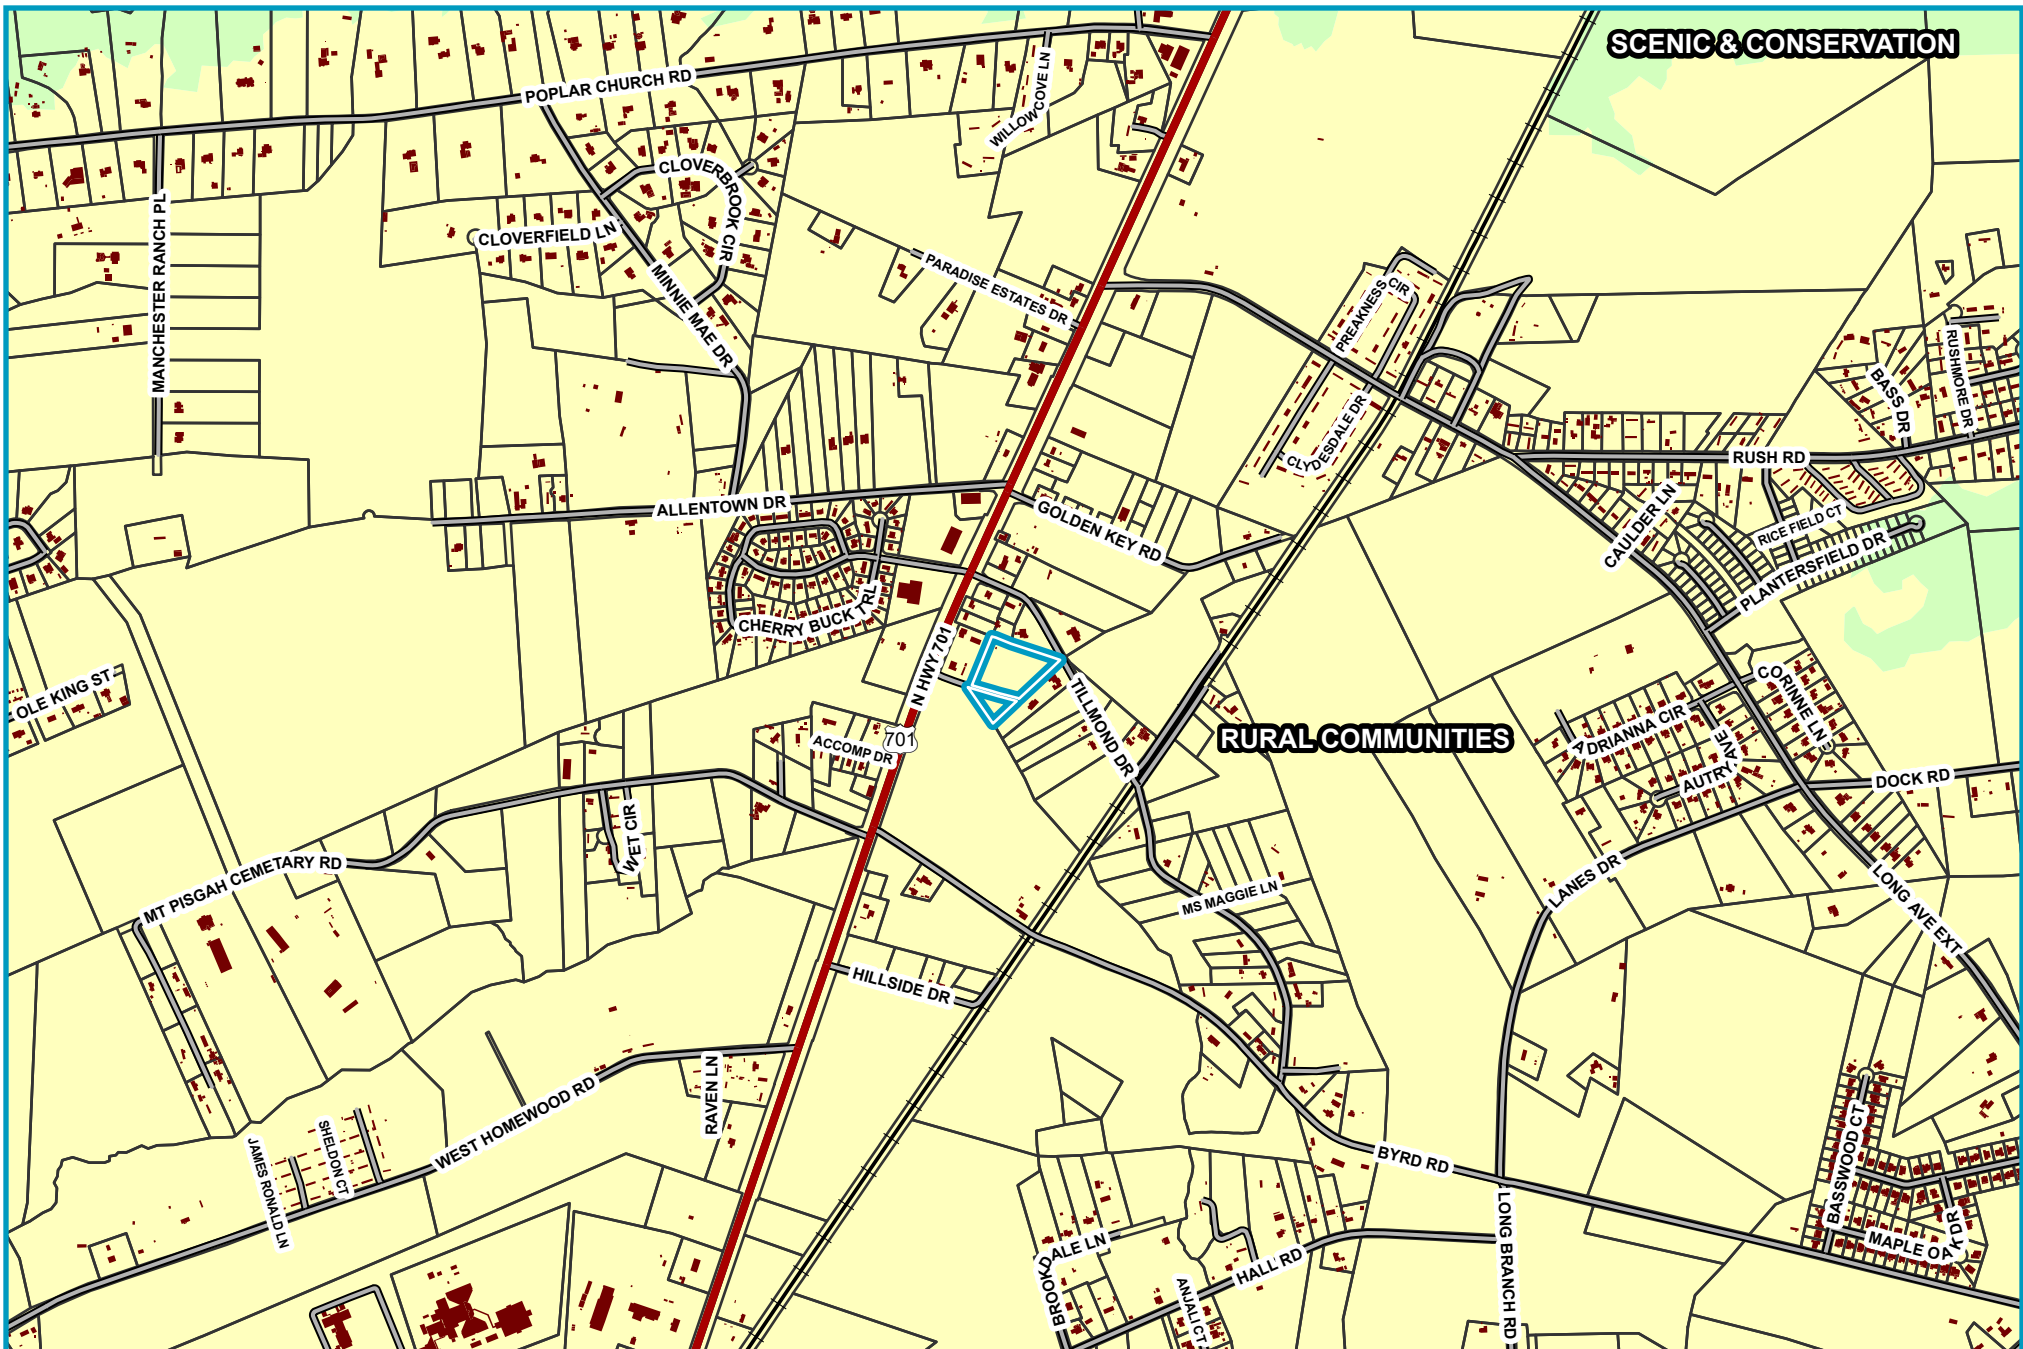 SCENIC & CONSERVATION
POPLAR CHURCH RD
WILLOW COVE LN
CLOVERBROOK CIR
MANCHESTER RANCH PL
CLOVERFIELD LN
MINNIE MAE DR
PARADISE ESTATES DR
PREAKNESS CIR
RUSHMORE DR
BASS DR
CLYDESDALE DR
RUSH RD
ALLENTOWN DR
GOLDEN KEY RD
CAULDER LN
RICE FIELD CT
PLANTERSFIELD DR
CHERRY BUCK TRL
N HWY 701
OLE KING ST
TILLMOND DR
CORINNE LN
ADRIANNA CIR
RURAL COMMUNITIES
701
ACCOMP DR
AUTRY AVE
DOCK RD
WET CIR
MT PISGAH CEMETARY RD
LANES DR
MS MAGGIE LN
LONG AVE EXT
HILLSIDE DR
RAVEN LN
WEST HOMEWOOD RD
SHELDON CT
JAMES RONALD LN
BYRD RD
BASSWOOD CT
LONG BRANCH RD
MAPLE OAK DR
BROOKDALE LN
HALL RD
ANJALI CT